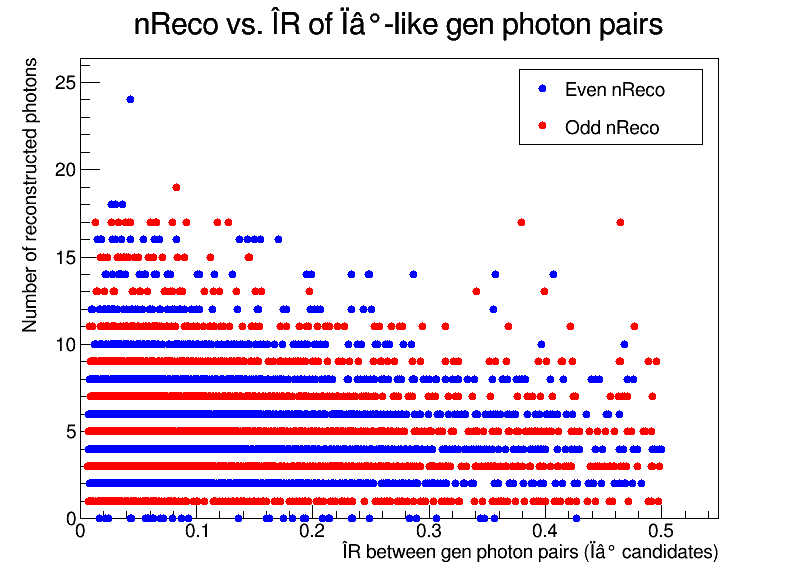 nReco vs. ÎR of Ïâ°-like gen photon pairs
Number of reconstructed photons
25
20
15
10
5
0
Even nReco
Odd nReco
0 0.1 0.2 0.3 0.4 0.5
ÎR between gen photon pairs (Ïâ° candidates)